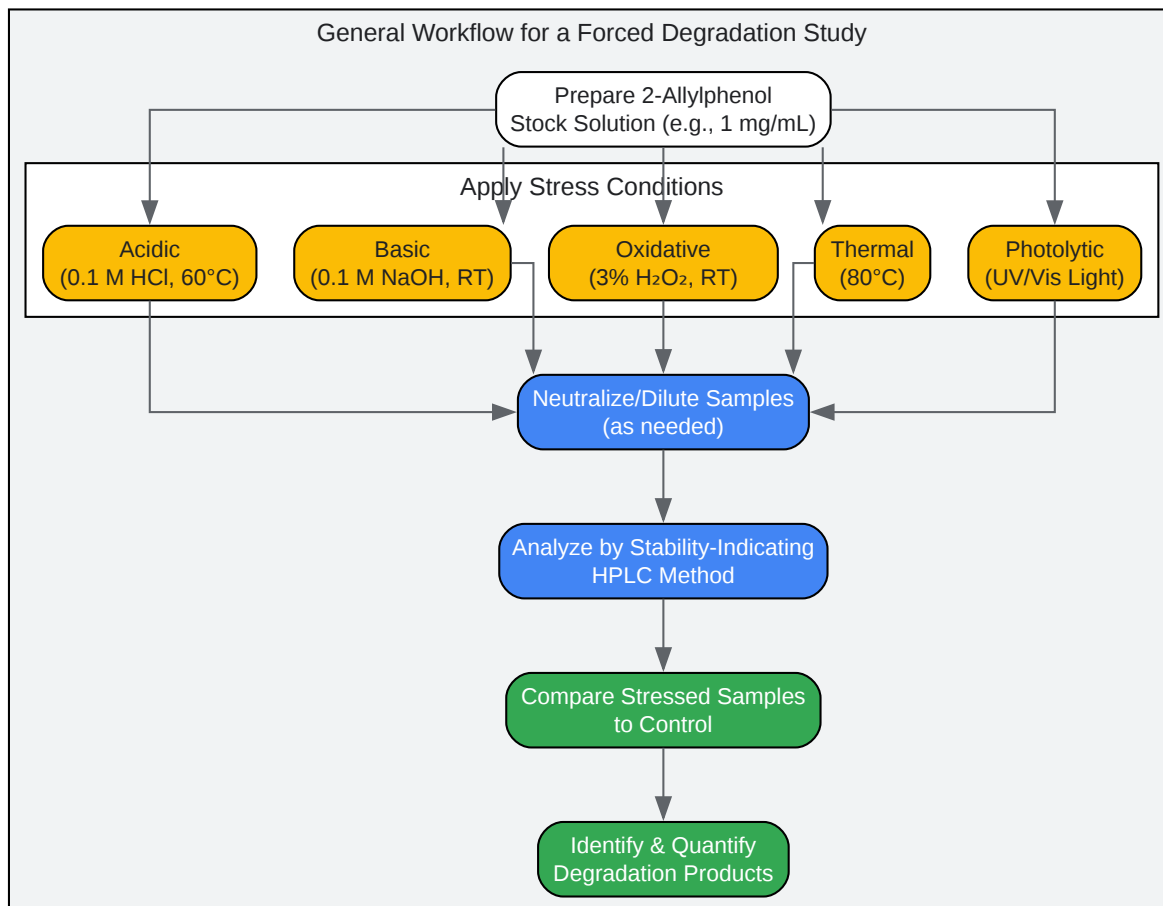 General Workflow for a Forced Degradation Study
Prepare 2-Allylphenol
Stock Solution (e.g., 1 mg/mL)
Apply Stress Conditions
Acidic
(0.1 M HCl, 60°C)
Basic
(0.1 M NaOH, RT)
Oxidative
(3% H₂O₂, RT)
Thermal
(80°C)
Photolytic
(UV/Vis Light)
Neutralize/Dilute Samples
(as needed)
Analyze by Stability-Indicating
HPLC Method
Compare Stressed Samples
to Control
Identify & Quantify
Degradation Products